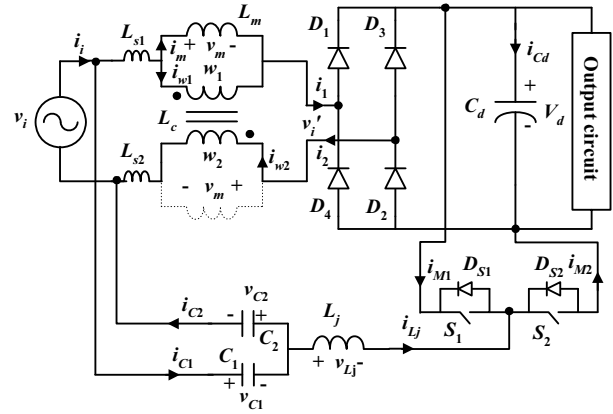 L_m
L_s1
i_i
i_m
+ v_m -
i_w1
w_1
D_1
D_3
i_Cd
+
C_d
V_d
-
Output circuit
i_1
v_i'
i_2
v_i
L_c
w_2
i_w2
L_s2
- v_m +
D_4
D_2
i_M1
D_S1
D_S2
i_M2
S_1
S_2
v_C2
i_C2
- +
C_2
L_j
i_Lj
+ v_Lj -
i_C1
C_1
+ -
v_C1